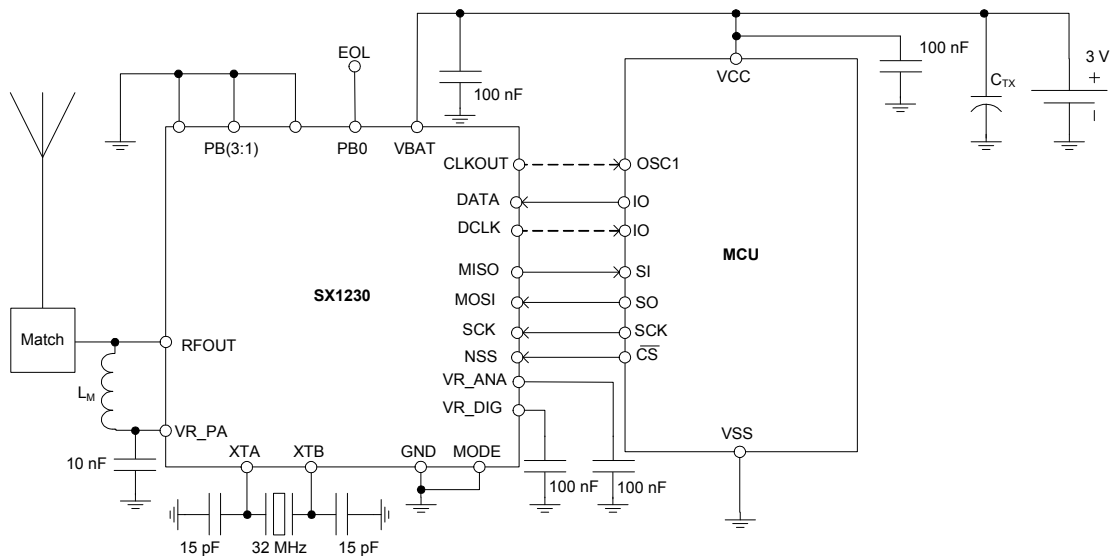 EOL
100 nF
VCC
100 nF
C_TX
3 V
+
PB(3:1)
PB0
VBAT
CLKOUT
OSC1
DATA
IO
DCLK
IO
MCU
MISO
SI
SX1230
MOSI
SO
SCK
SCK
Match
RFOUT
NSS
CS
VR_ANA
L_M
VR_DIG
VR_PA
VSS
XTA
XTB
GND
MODE
10 nF
100 nF
100 nF
15 pF
32 MHz
15 pF